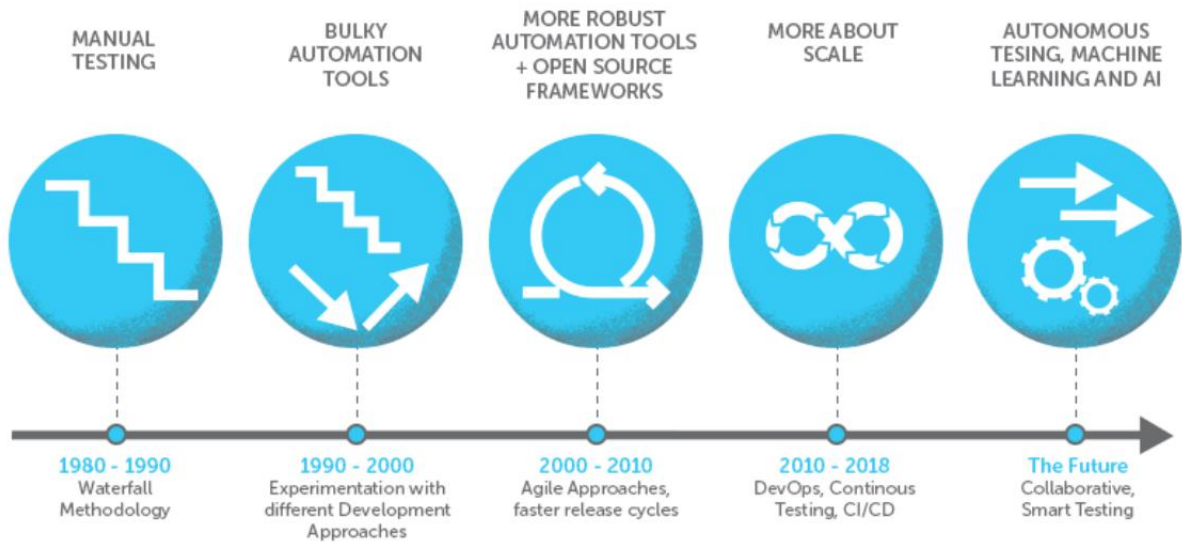 MANUAL
TESTING
BULKY
AUTOMATION
TOOLS
MORE ROBUST
AUTOMATION TOOLS
+ OPEN SOURCE
FRAMEWORKS
MORE ABOUT
SCALE
AUTONOMOUS
TESING, MACHINE
LEARNING AND AI
1980 - 1990
Waterfall
Methodology
1990 - 2000
Experimentation with
different Development
Approaches
2000 - 2010
Agile Approaches,
faster release cycles
2010 - 2018
DevOps, Continous
Testing, CI/CD
The Future
Collaborative,
Smart Testing